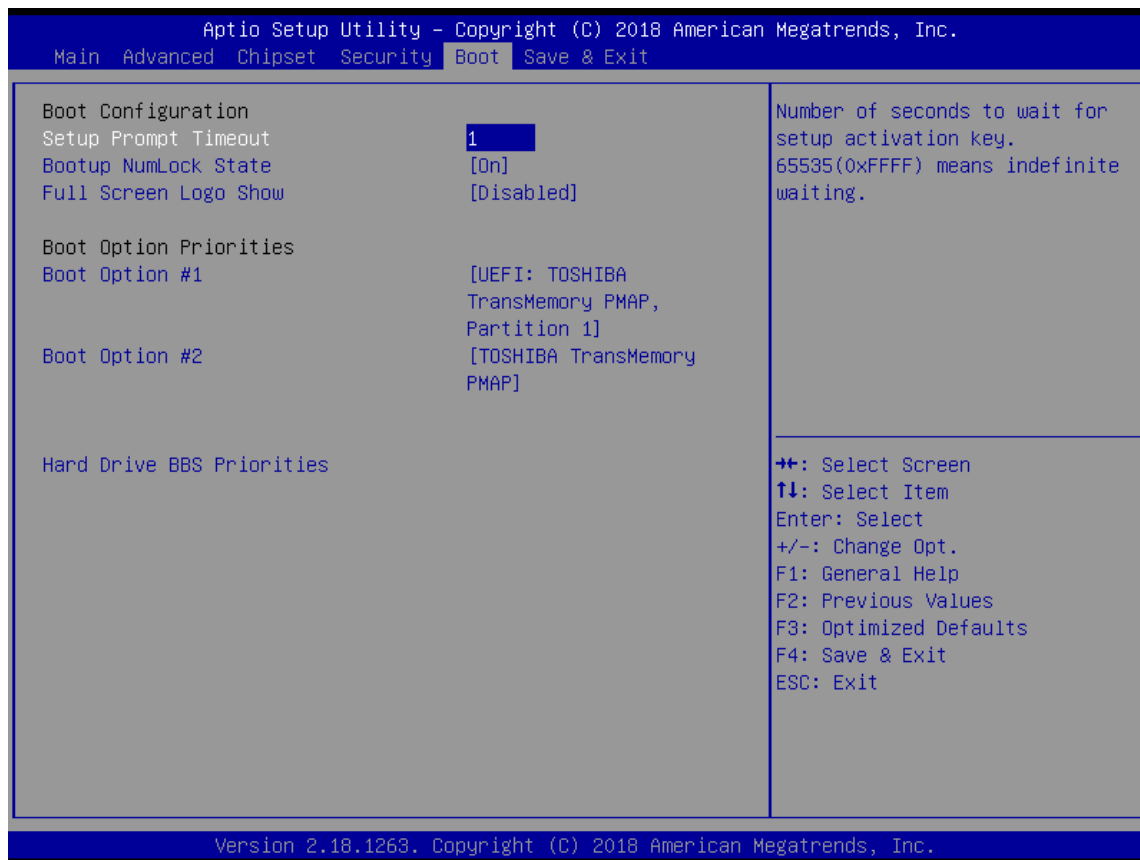 Aptio Setup Utility – Copyright (C) 2018 American Megatrends, Inc.
Main Advanced Chipset Security Boot Save & Exit
Boot Configuration
Setup Prompt Timeout 1
Bootup NumLock State [On]
Full Screen Logo Show [Disabled]
Boot Option Priorities
Boot Option #1 [UEFI: TOSHIBA
TransMemory PMAP,
Partition 1]
Boot Option #2 [TOSHIBA TransMemory
PMAP]
Hard Drive BBS Priorities
Number of seconds to wait for
setup activation key.
65535(0xFFFF) means indefinite
waiting.
→←: Select Screen
↑↓: Select Item
Enter: Select
+/-: Change Opt.
F1: General Help
F2: Previous Values
F3: Optimized Defaults
F4: Save & Exit
ESC: Exit
Version 2.18.1263. Copyright (C) 2018 American Megatrends, Inc.